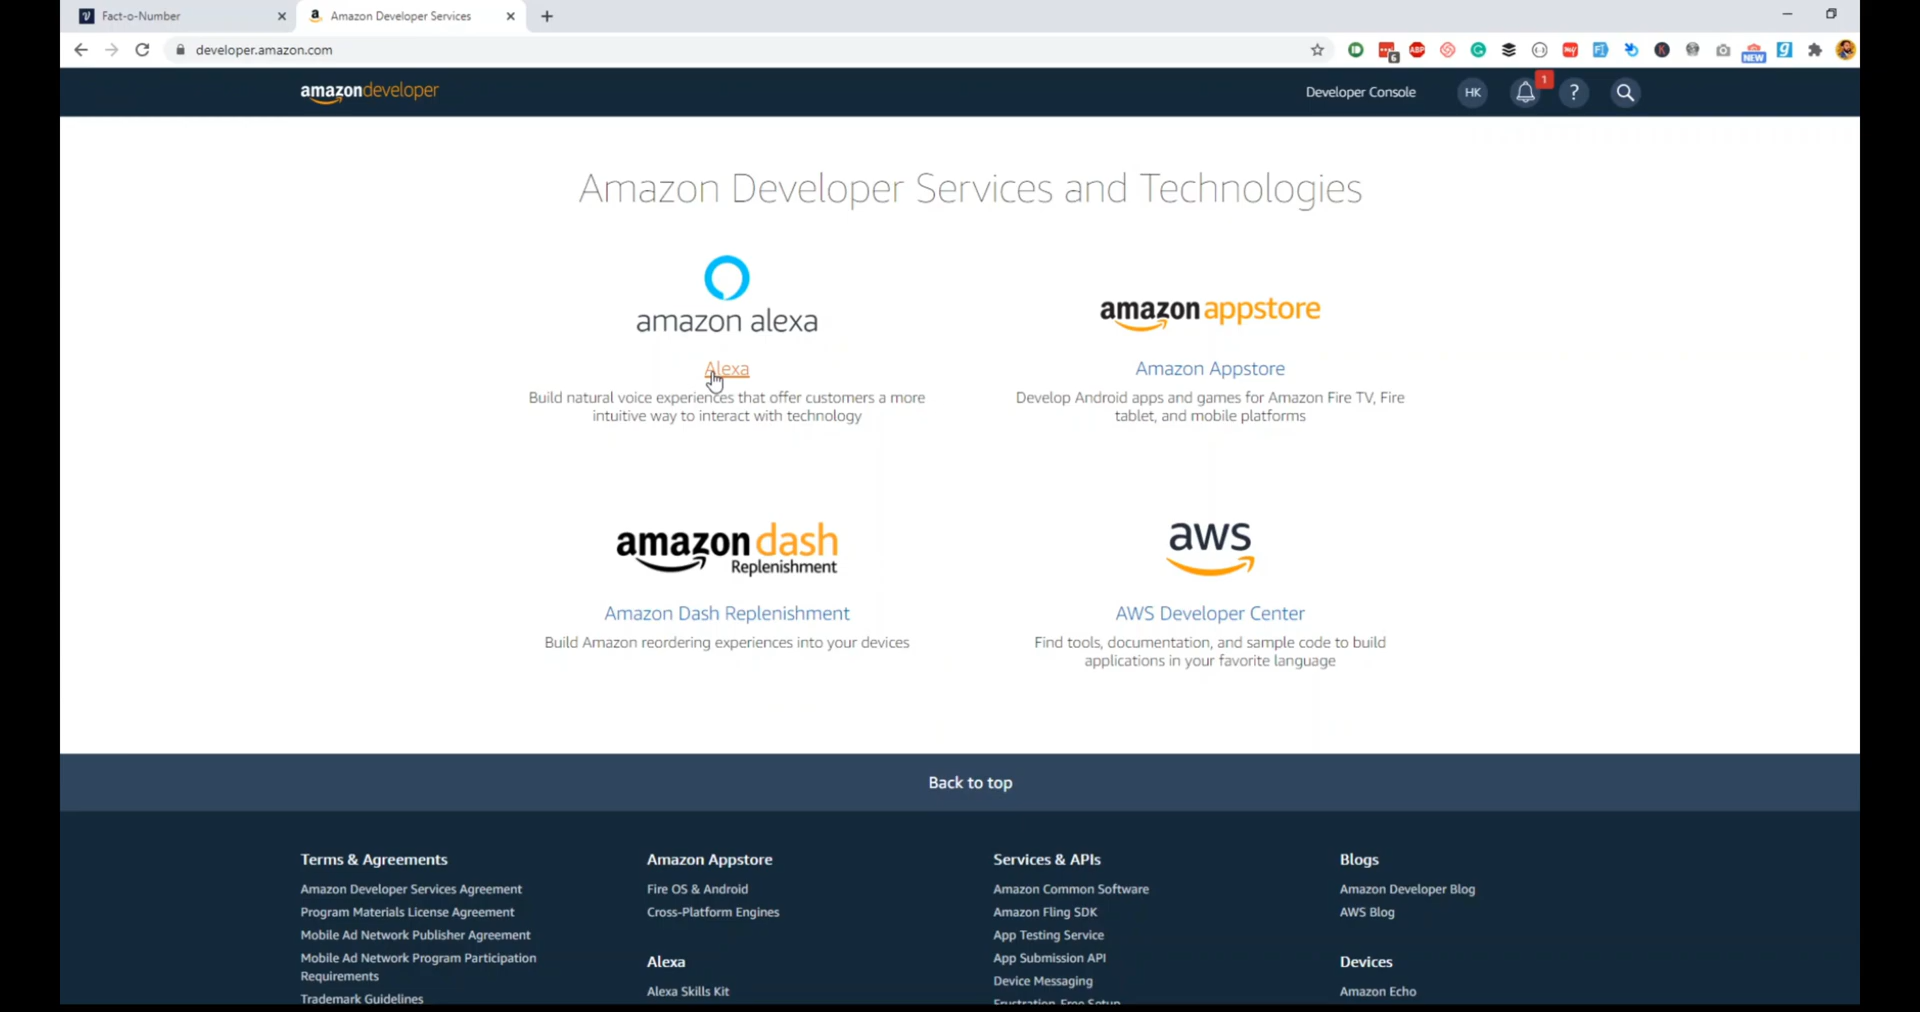 Fact-o-Number
Amazon Developer Services
developer.amazon.com
6
ABP
NEW
amazondeveloper
Developer Console
HK
1
?
Amazon Developer Services and Technologies
amazon alexa
Alexa
Build natural voice experiences that offer customers a more
intuitive way to interact with technology
amazon appstore
Amazon Appstore
Develop Android apps and games for Amazon Fire TV, Fire
tablet, and mobile platforms
amazon dash
Replenishment
Amazon Dash Replenishment
Build Amazon reordering experiences into your devices
aws
AWS Developer Center
Find tools, documentation, and sample code to build
applications in your favorite language
Back to top
Terms & Agreements
Amazon Developer Services Agreement
Program Materials License Agreement
Mobile Ad Network Publisher Agreement
Mobile Ad Network Program Participation
Requirements
Trademark Guidelines
Amazon Appstore
Fire OS & Android
Cross-Platform Engines
Alexa
Alexa Skills Kit
Services & APIs
Amazon Common Software
Amazon Fling SDK
App Testing Service
App Submission API
Device Messaging
Frustration-Free Setup
Blogs
Amazon Developer Blog
AWS Blog
Devices
Amazon Echo